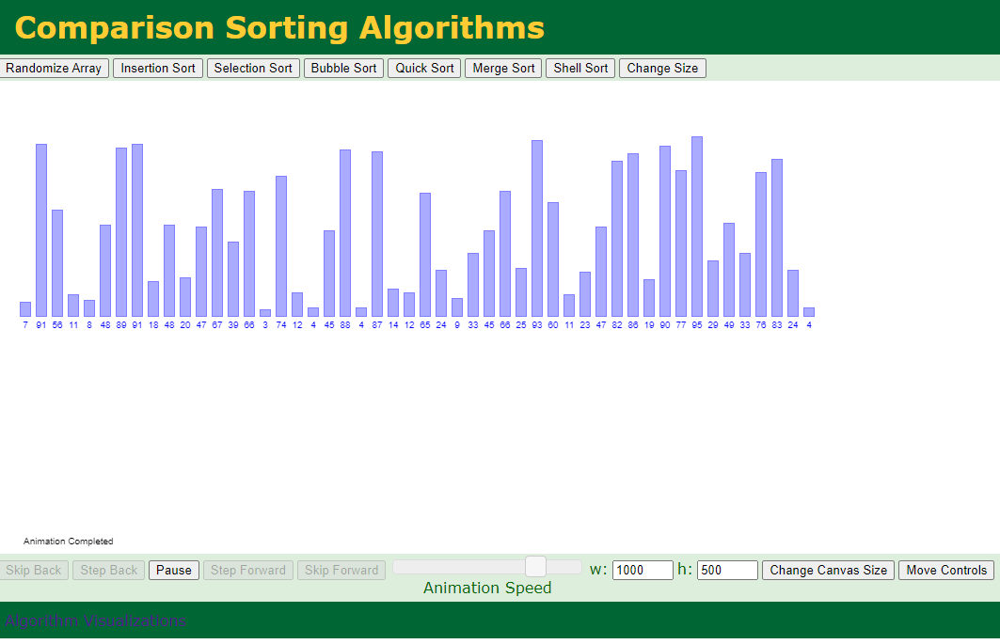 Comparison Sorting Algorithms
Randomize Array Insertion Sort Selection Sort Bubble Sort Quick Sort Merge Sort Shell Sort Change Size
7 91 56 11 8 48 89 91 18 48 20 47 67 39 66 3 74 12 4 45 88 4 87 14 12 65 24 9 33 45 66 25 93 60 11 23 47 82 86 19 90 77 95 29 49 33 76 83 24 4
Animation Completed
Skip Back Step Back Pause Step Forward Skip Forward w: 1000 h: 500 Change Canvas Size Move Controls
Animation Speed
Algorithm Visualizations